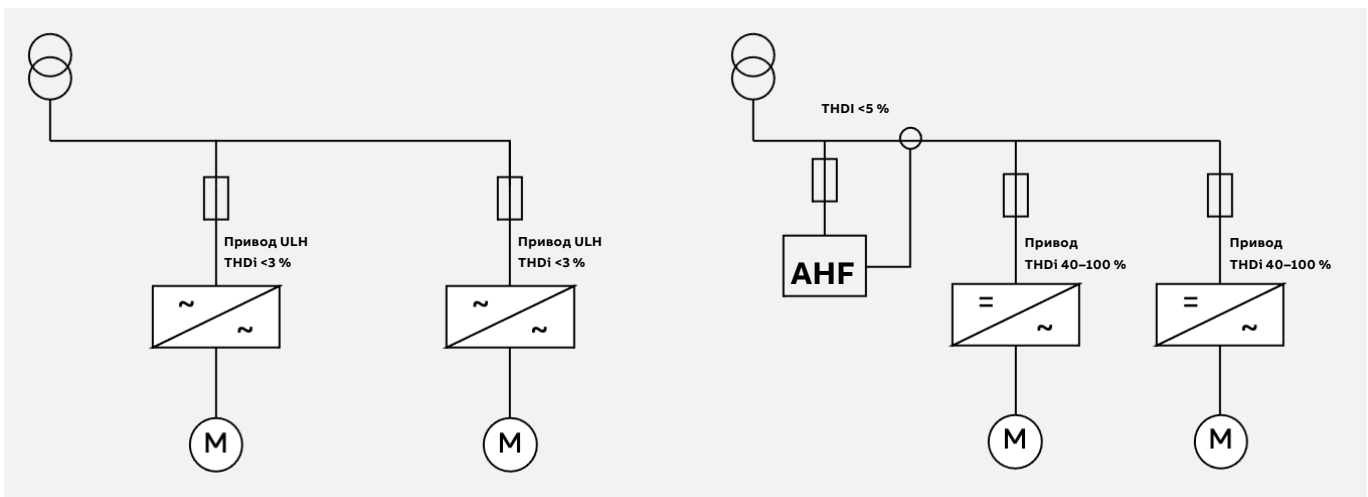 THDI <5 %
Привод ULH
THDi <3 %
Привод ULH
THDi <3 %
AHF
Привод
THDi 40–100 %
Привод
THDi 40–100 %
~
~
~
~
=
~
=
~
M
M
M
M